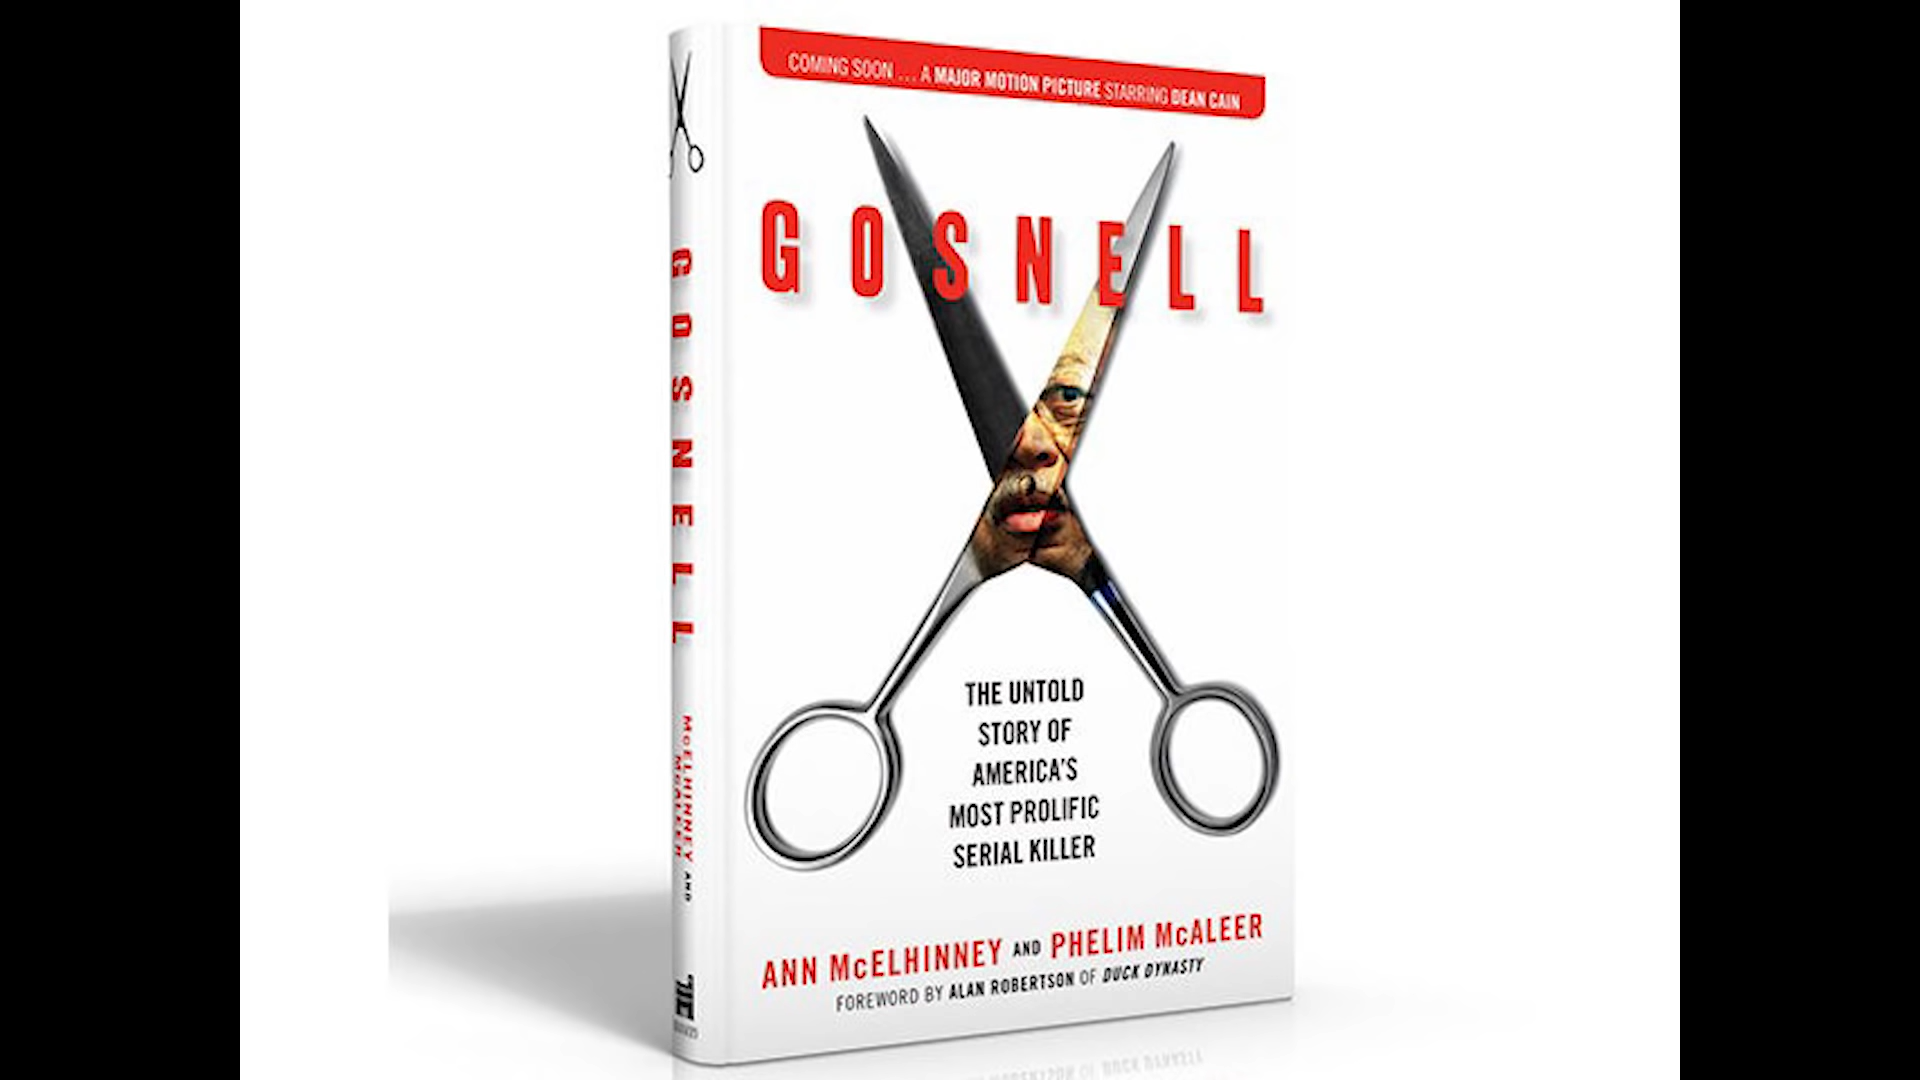 COMING SOON ... A MAJOR MOTION PICTURE STARRING DEAN CAIN
GOSNELL
THE UNTOLD
STORY OF
AMERICA'S
MOST PROLIFIC
SERIAL KILLER
ANN McELHINNEY AND PHELIM McALEER
FOREWORD BY ALAN ROBERTSON OF DUCK DYNASTY
GOSNELL
McELHINNEY AND
McALEER